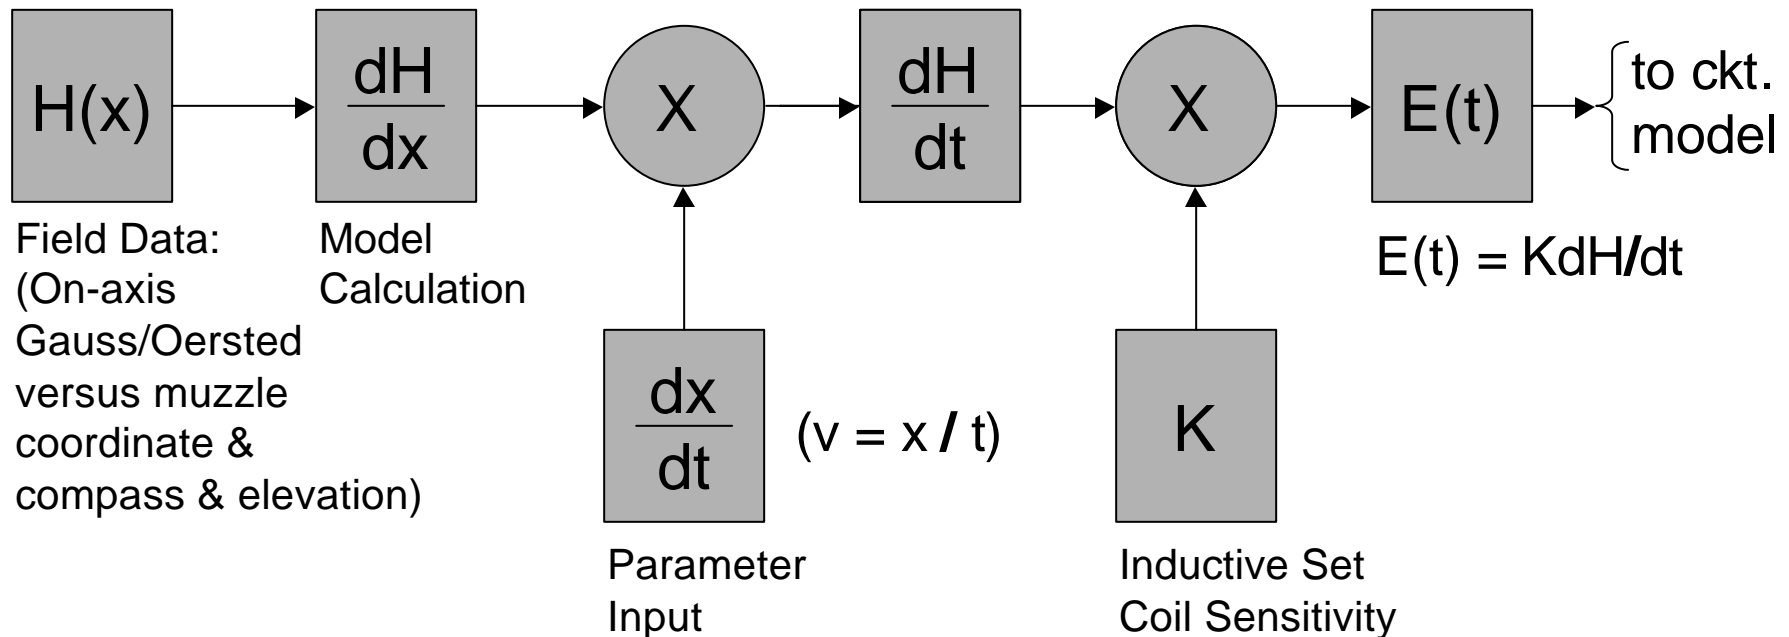 H(x)
dH
dx
X
dH
dt
X
E(t)
to ckt.
model
Field Data:
(On-axis
Gauss/Oersted
versus muzzle
coordinate &
compass & elevation)
Model
Calculation
E(t) = KdH/dt
dx
dt
(v = x / t)
K
Parameter
Input
Inductive Set
Coil Sensitivity